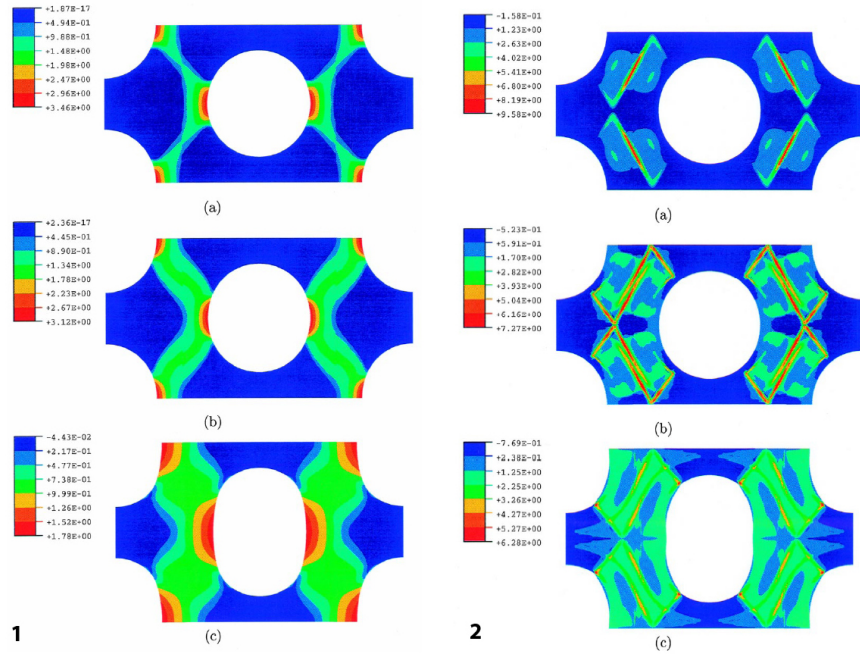 +1.87E-17
+4.94E-01
+9.88E-01
+1.48E+00
+1.98E+00
+2.47E+00
+2.96E+00
+3.46E+00
(a)
+2.36E-17
+4.45E-01
+8.90E-01
+1.34E+00
+1.78E+00
+2.23E+00
+2.67E+00
+3.12E+00
(b)
-4.43E-02
+2.17E-01
+4.77E-01
+7.38E-01
+9.99E-01
+1.26E+00
+1.52E+00
+1.78E+00
(c)
1
-1.58E-01
+1.23E+00
+2.63E+00
+4.02E+00
+5.41E+00
+6.80E+00
+8.19E+00
+9.58E+00
(a)
-5.23E-01
+5.91E-01
+1.70E+00
+2.82E+00
+3.93E+00
+5.04E+00
+6.16E+00
+7.27E+00
(b)
-7.69E-01
+2.38E-01
+1.25E+00
+2.25E+00
+3.26E+00
+4.27E+00
+5.27E+00
+6.28E+00
(c)
2